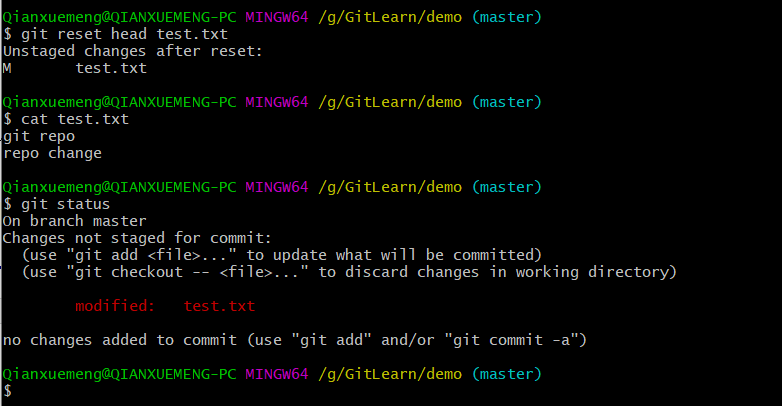 Qianxuemeng@QIANXUEMENG-PC MINGW64 /g/GitLearn/demo (master)
$ git reset head test.txt
Unstaged changes after reset:
M       test.txt

Qianxuemeng@QIANXUEMENG-PC MINGW64 /g/GitLearn/demo (master)
$ cat test.txt
git repo
repo change

Qianxuemeng@QIANXUEMENG-PC MINGW64 /g/GitLearn/demo (master)
$ git status
On branch master
Changes not staged for commit:
  (use "git add <file>..." to update what will be committed)
  (use "git checkout -- <file>..." to discard changes in working directory)

        modified:   test.txt

no changes added to commit (use "git add" and/or "git commit -a")

Qianxuemeng@QIANXUEMENG-PC MINGW64 /g/GitLearn/demo (master)
$